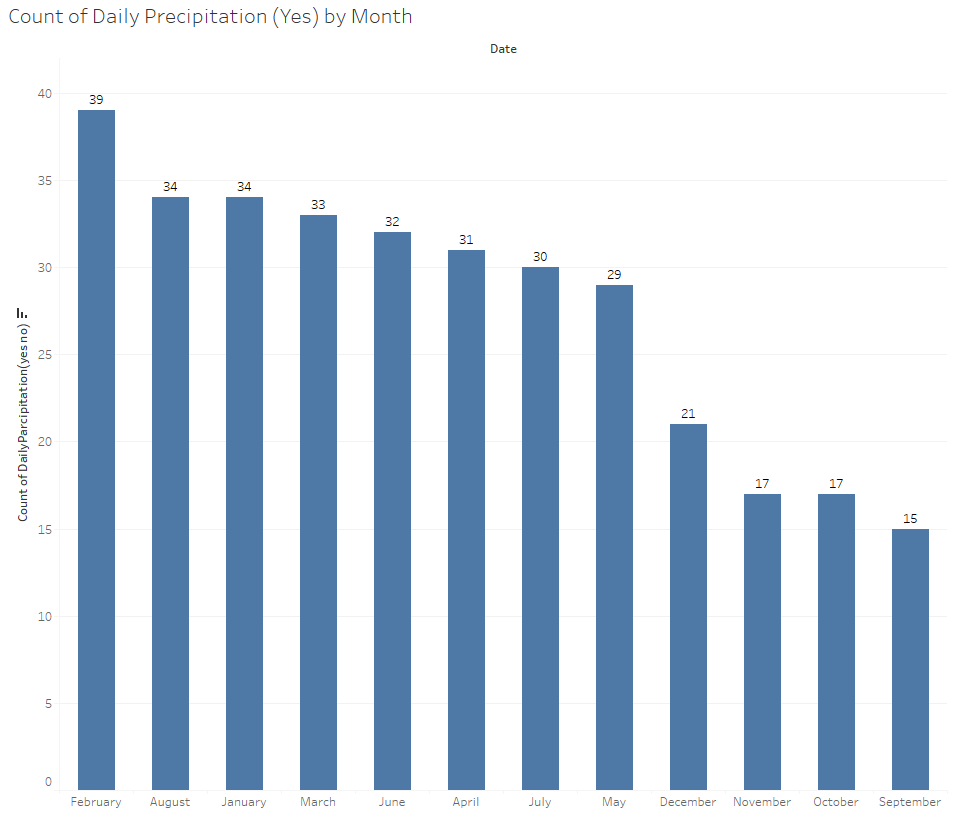 Count of Daily Precipitation (Yes) by Month
Date
Count of DailyParcipitation(yes no)
40
35
30
25
20
15
10
5
0
39
34
34
33
32
31
30
29
21
17
17
15
February
August
January
March
June
April
July
May
December
November
October
September